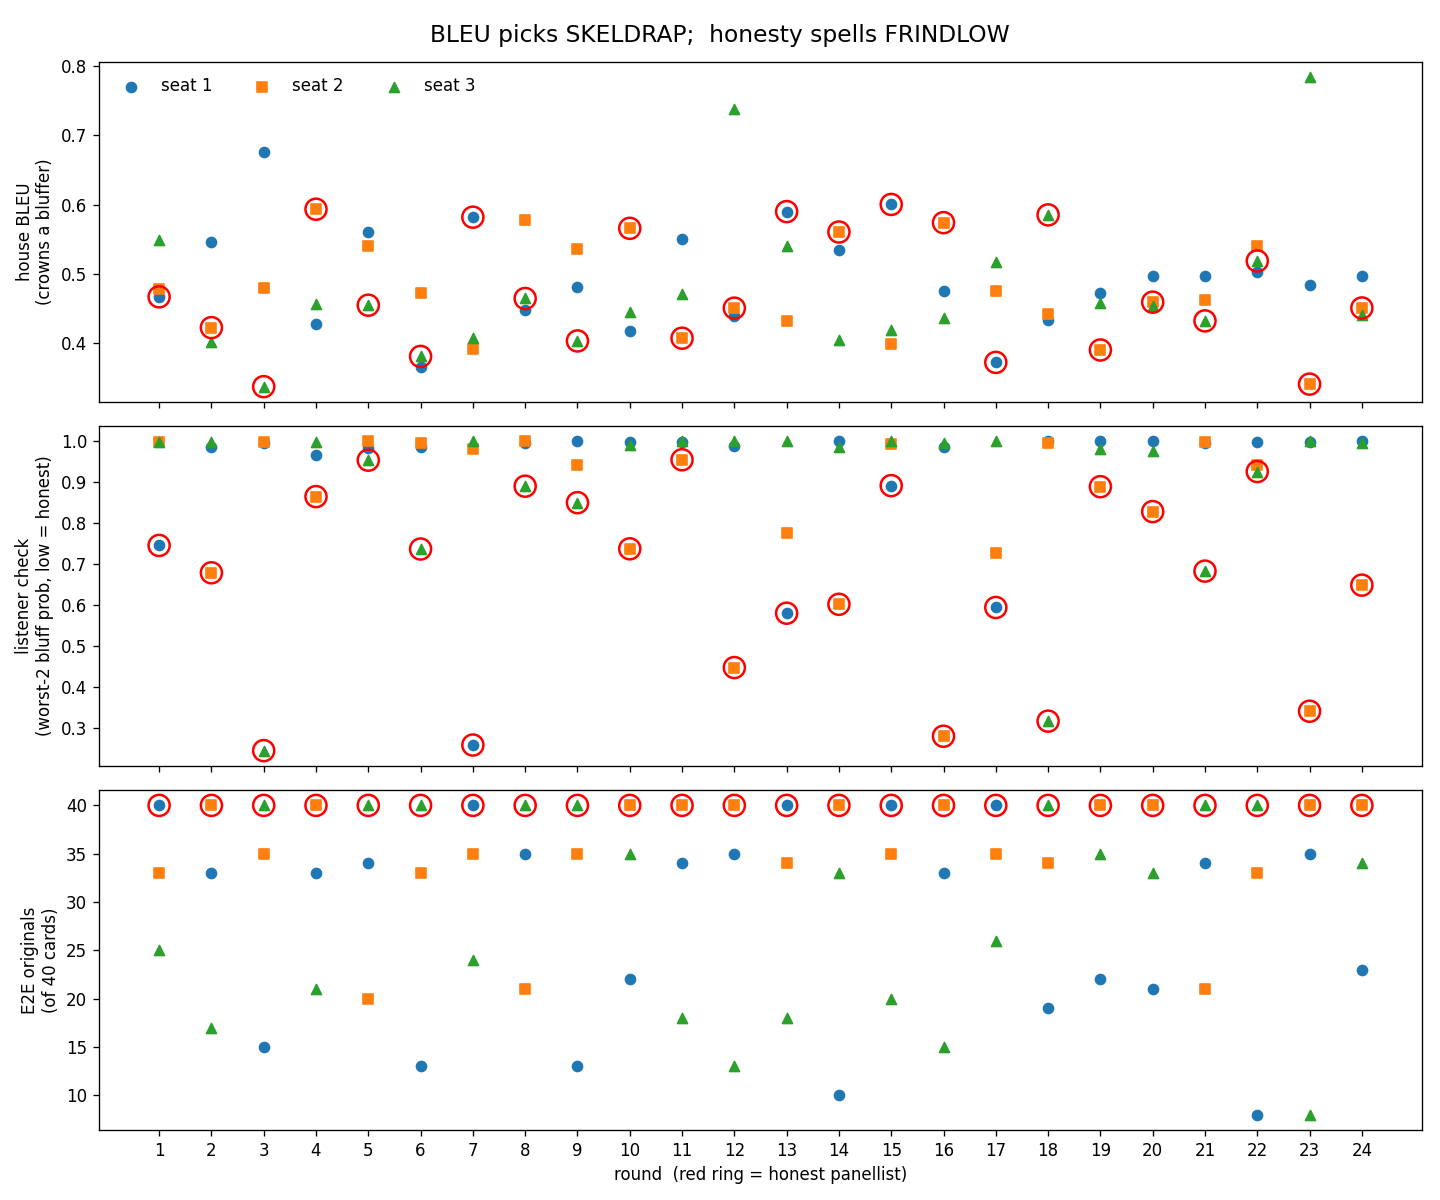 BLEU picks SKELDRAP;  honesty spells FRINDLOW
seat 1
seat 2
seat 3
house BLEU
(crowns a bluffer)
0.8
0.7
0.6
0.5
0.4
listener check
(worst-2 bluff prob, low = honest)
1.0
0.9
0.8
0.7
0.6
0.5
0.4
0.3
E2E originals
(of 40 cards)
40
35
30
25
20
15
10
1 2 3 4 5 6 7 8 9 10 11 12 13 14 15 16 17 18 19 20 21 22 23 24
round  (red ring = honest panellist)